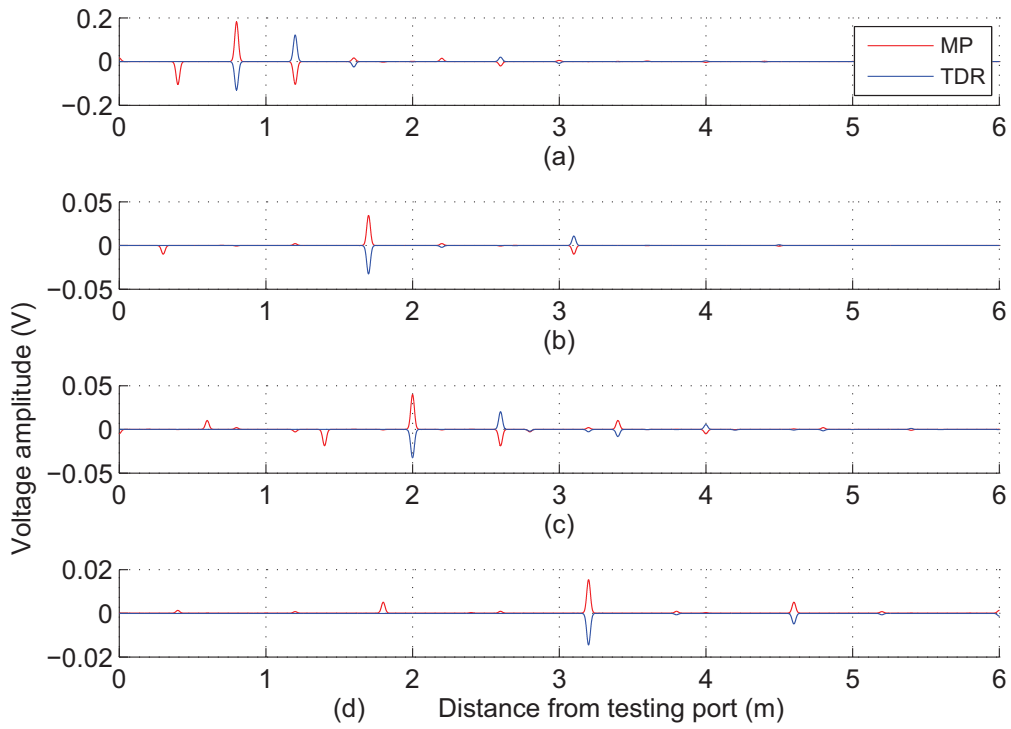 Voltage amplitude (V)
0.2
0
−0.2
MP
TDR
0 1 2 3 4 5 6
(a)
0.05
0
−0.05
0 1 2 3 4 5 6
(b)
0.05
0
−0.05
0 1 2 3 4 5 6
(c)
0.02
0
−0.02
0 1 2 3 4 5 6
(d) Distance from testing port (m)